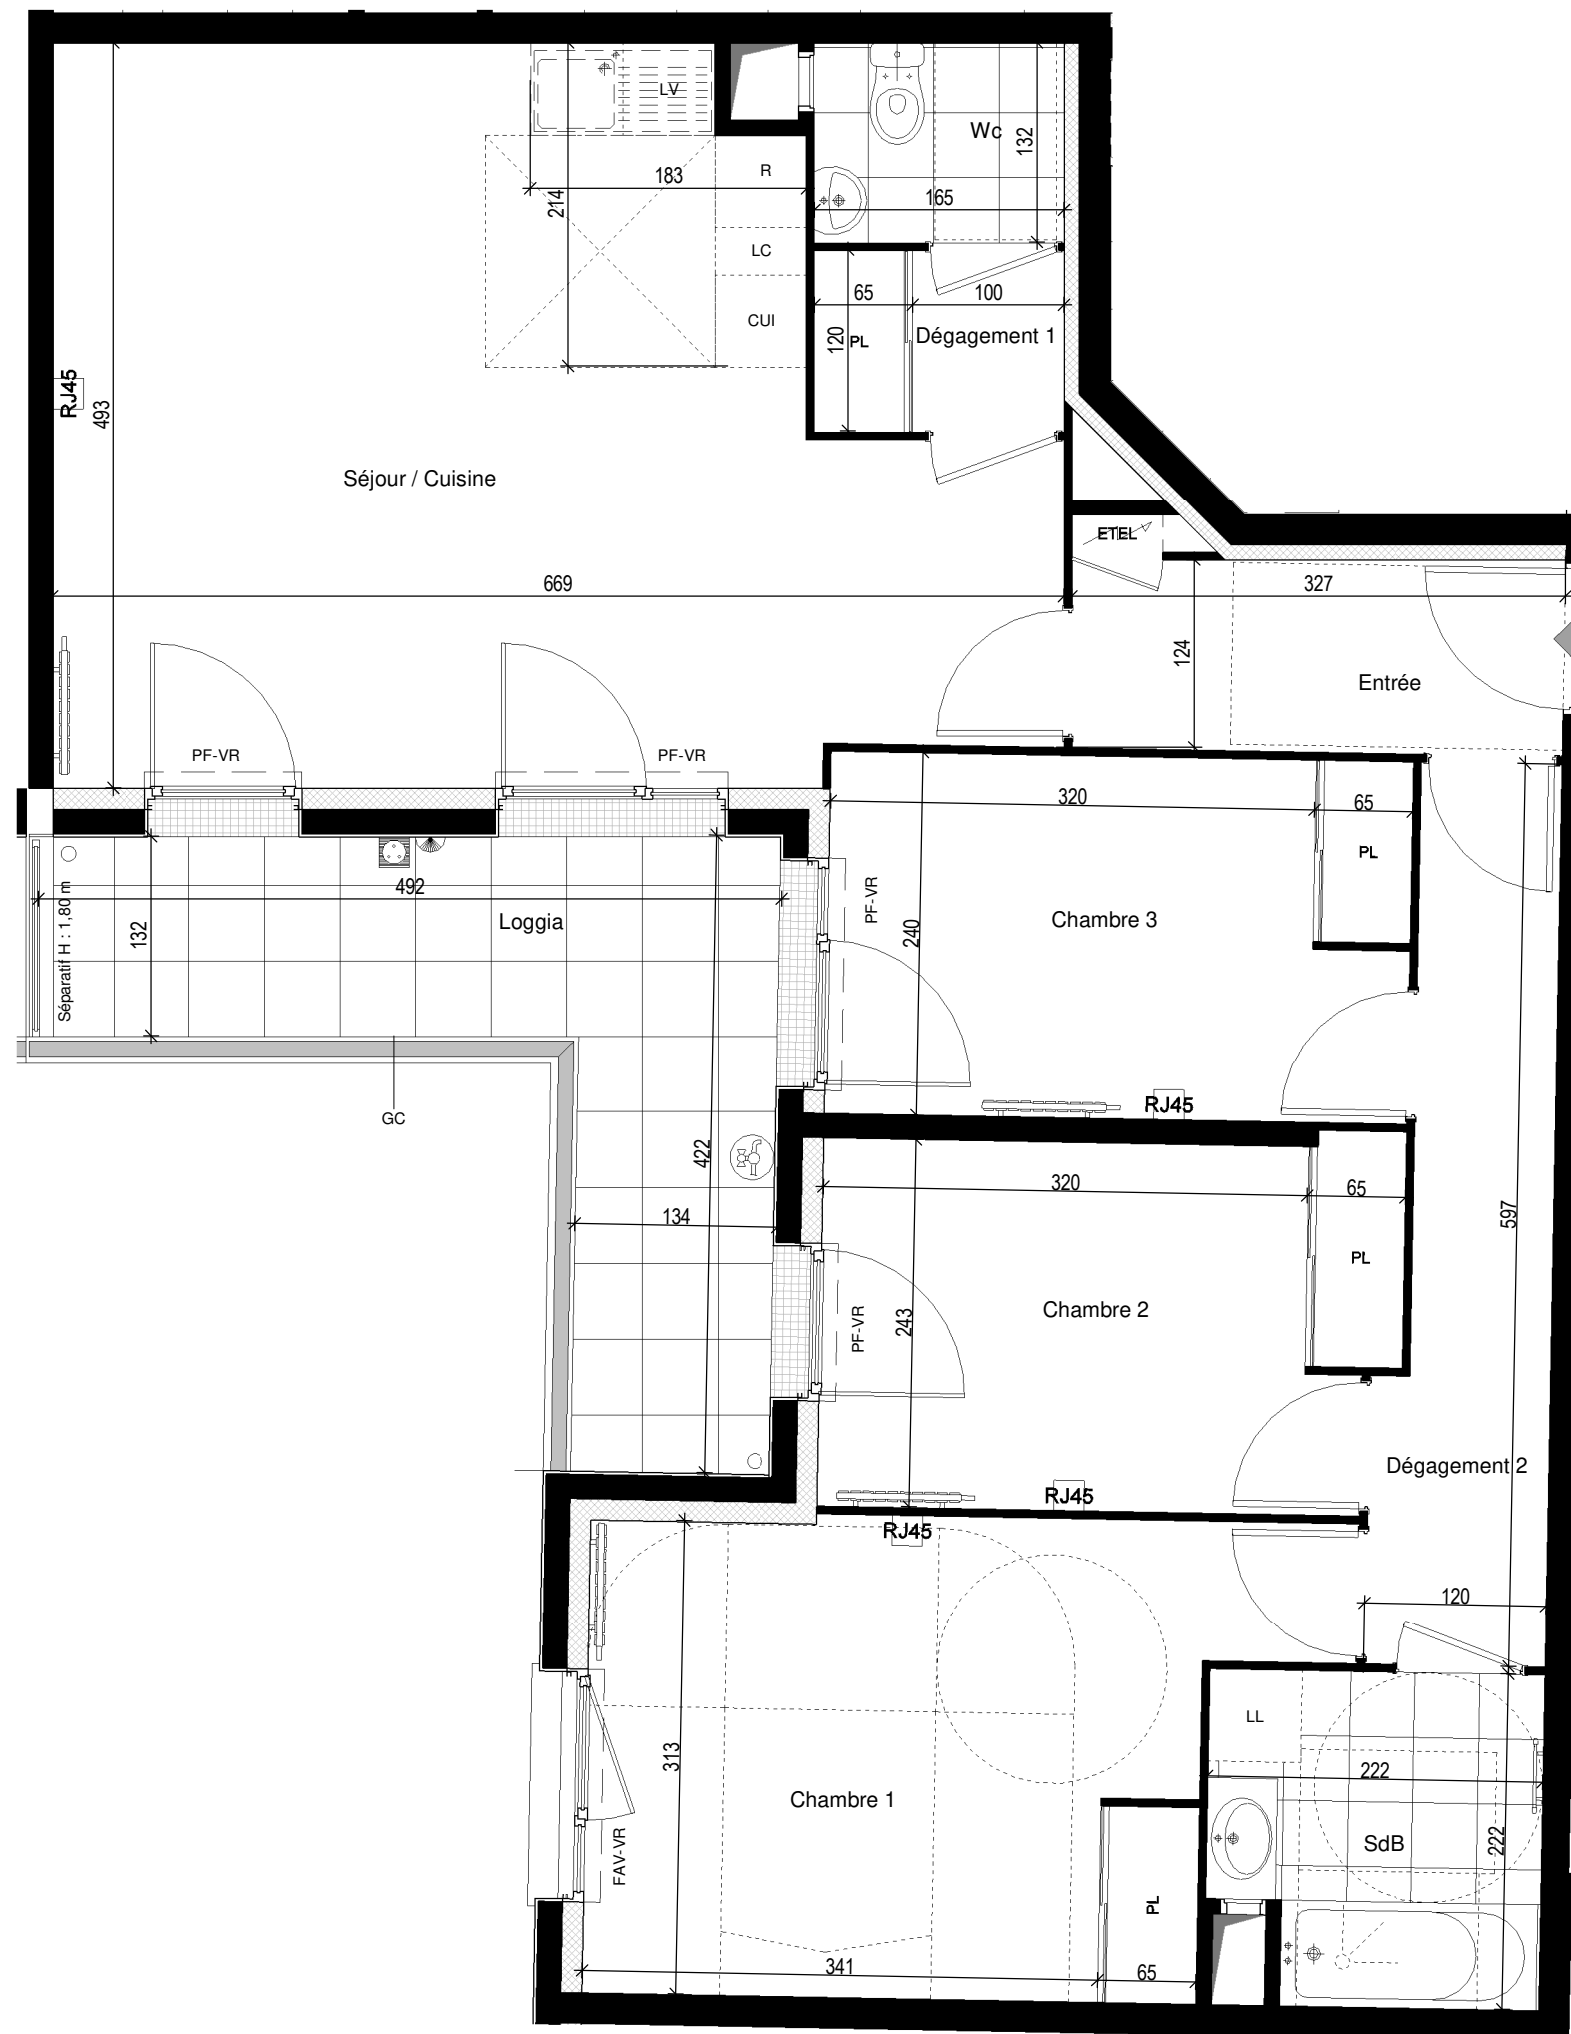 LV
Wc
132
R
183
214
165
LC
65
100
CUI
120
PL
Dégagement 1
RJ45
493
Séjour / Cuisine
ETEL
669
327
124
Entrée
PF-VR
PF-VR
320
65
PL
492
PF-VR
Séparatif H : 1,80 m
132
Loggia
240
Chambre 3
GC
RJ45
422
320
65
134
597
PL
243
PF-VR
Chambre 2
Dégagement 2
RJ45
RJ45
120
LL
313
222
Chambre 1
FAV-VR
SdB
222
PL
341
65